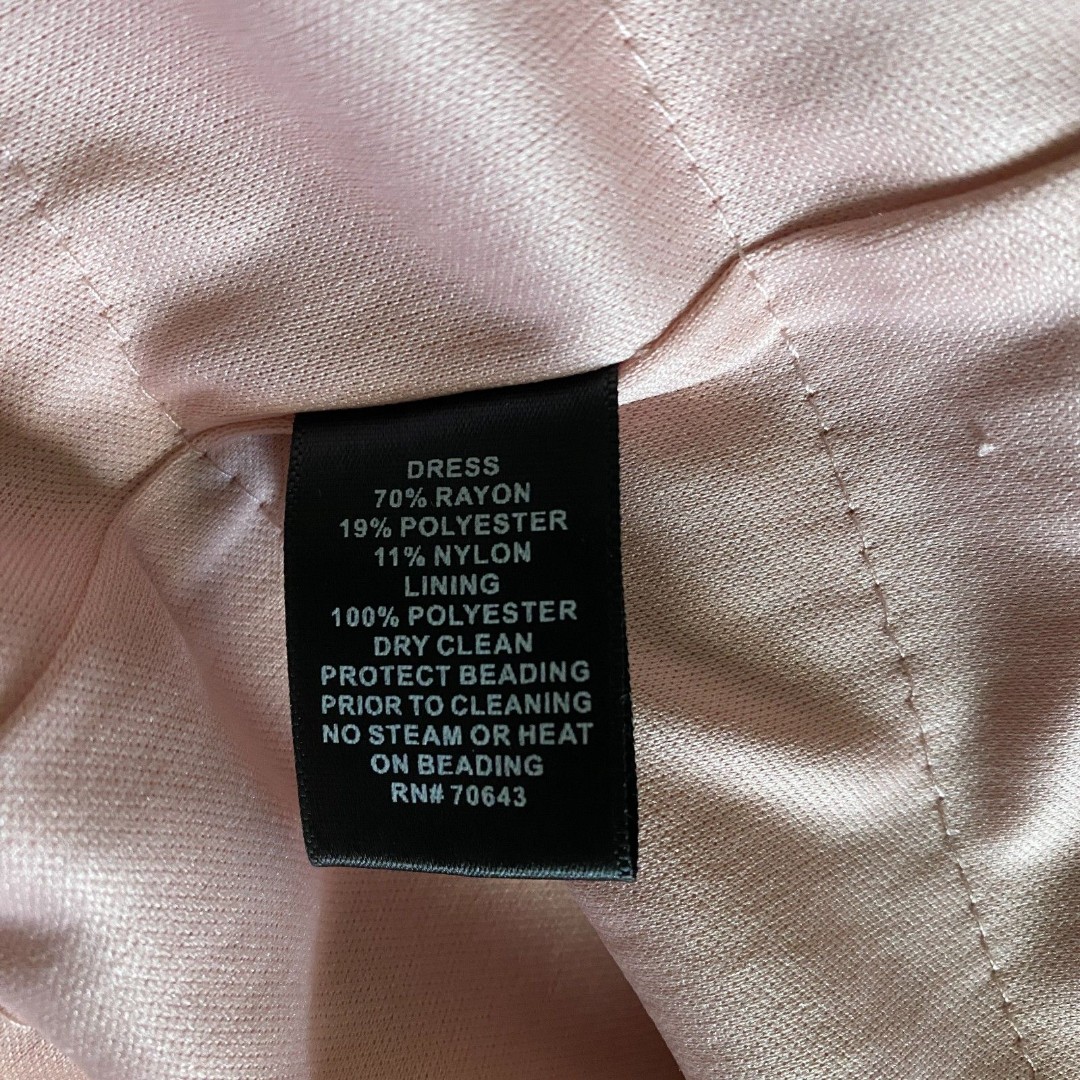 DRESS
70% RAYON
19% POLYESTER
11% NYLON
LINING
100% POLYESTER
DRY CLEAN
PROTECT BEADING
PRIOR TO CLEANING
NO STEAM OR HEAT
ON BEADING
RN# 70643